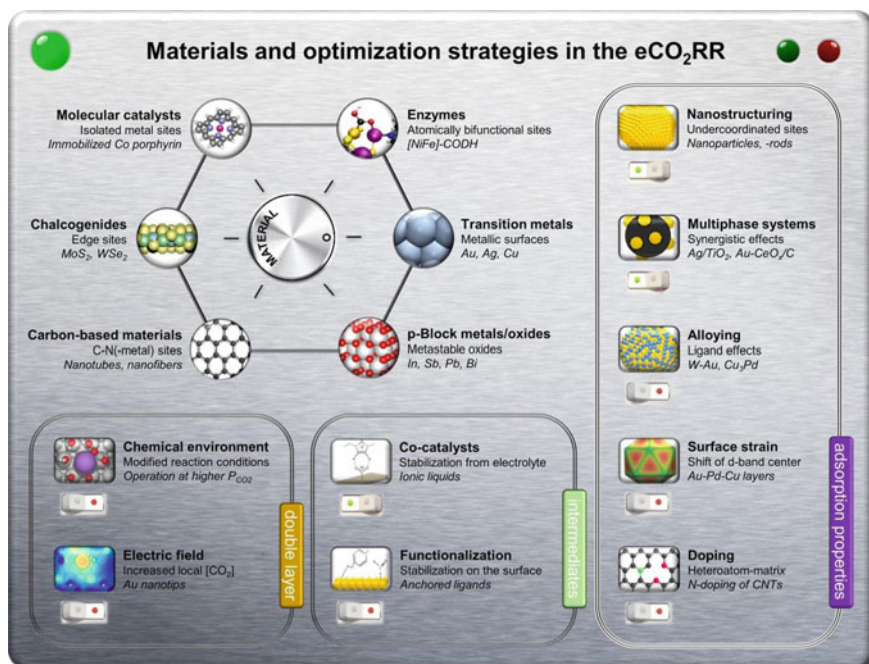 Materials and optimization strategies in the eCO₂RR
Molecular catalysts
Isolated metal sites
Immobilized Co porphyrin
Enzymes
Atomically bifunctional sites
[NiFe]-CODH
Chalcogenides
Edge sites
MoS₂, WSe₂
MATERIAL
Transition metals
Metallic surfaces
Au, Ag, Cu
Carbon-based materials
C-N(-metal) sites
Nanotubes, nanofibers
p-Block metals/oxides
Metastable oxides
In, Sb, Pb, Bi
Nanostructuring
Undercoordinated sites
Nanoparticles, -rods
Multiphase systems
Synergistic effects
Ag/TiO₂, Au-CeOₓ/C
Alloying
Ligand effects
W-Au, Cu₃Pd
Surface strain
Shift of d-band center
Au-Pd-Cu layers
Doping
Heteroatom-matrix
N-doping of CNTs
adsorption properties
Chemical environment
Modified reaction conditions
Operation at higher P_CO2
Electric field
Increased local [CO₂]
Au nanotips
double layer
Co-catalysts
Stabilization from electrolyte
Ionic liquids
Functionalization
Stabilization on the surface
Anchored ligands
intermediates